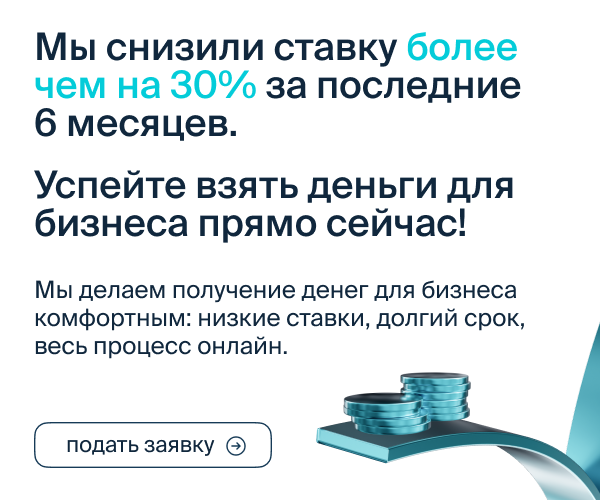 Мы снизили ставку более
чем на 30% за последние
6 месяцев.
Успейте взять деньги для
бизнеса прямо сейчас!
Мы делаем получение денег для бизнеса
комфортным: низкие ставки, долгий срок,
весь процесс онлайн.
подать заявку